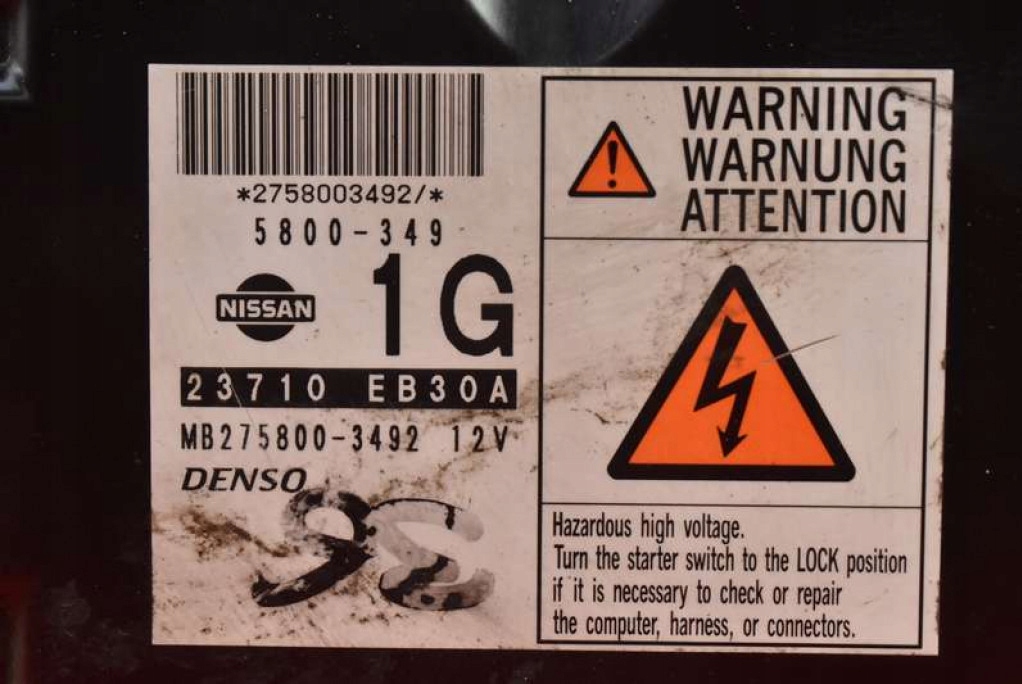 *2758003492/*
5800-349
NISSAN
1G
23710 EB30A
MB275800-3492 12V
DENSO
WARNING
WARNUNG
ATTENTION
Hazardous high voltage.
Turn the starter switch to the LOCK position
if it is necessary to check or repair
the computer, harness, or connectors.